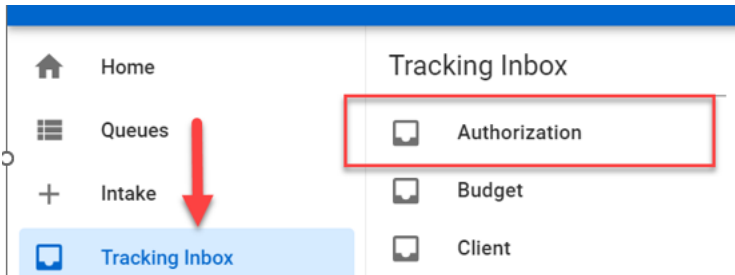 Home
Queues
Intake
Tracking Inbox
Tracking Inbox
Authorization
Budget
Client